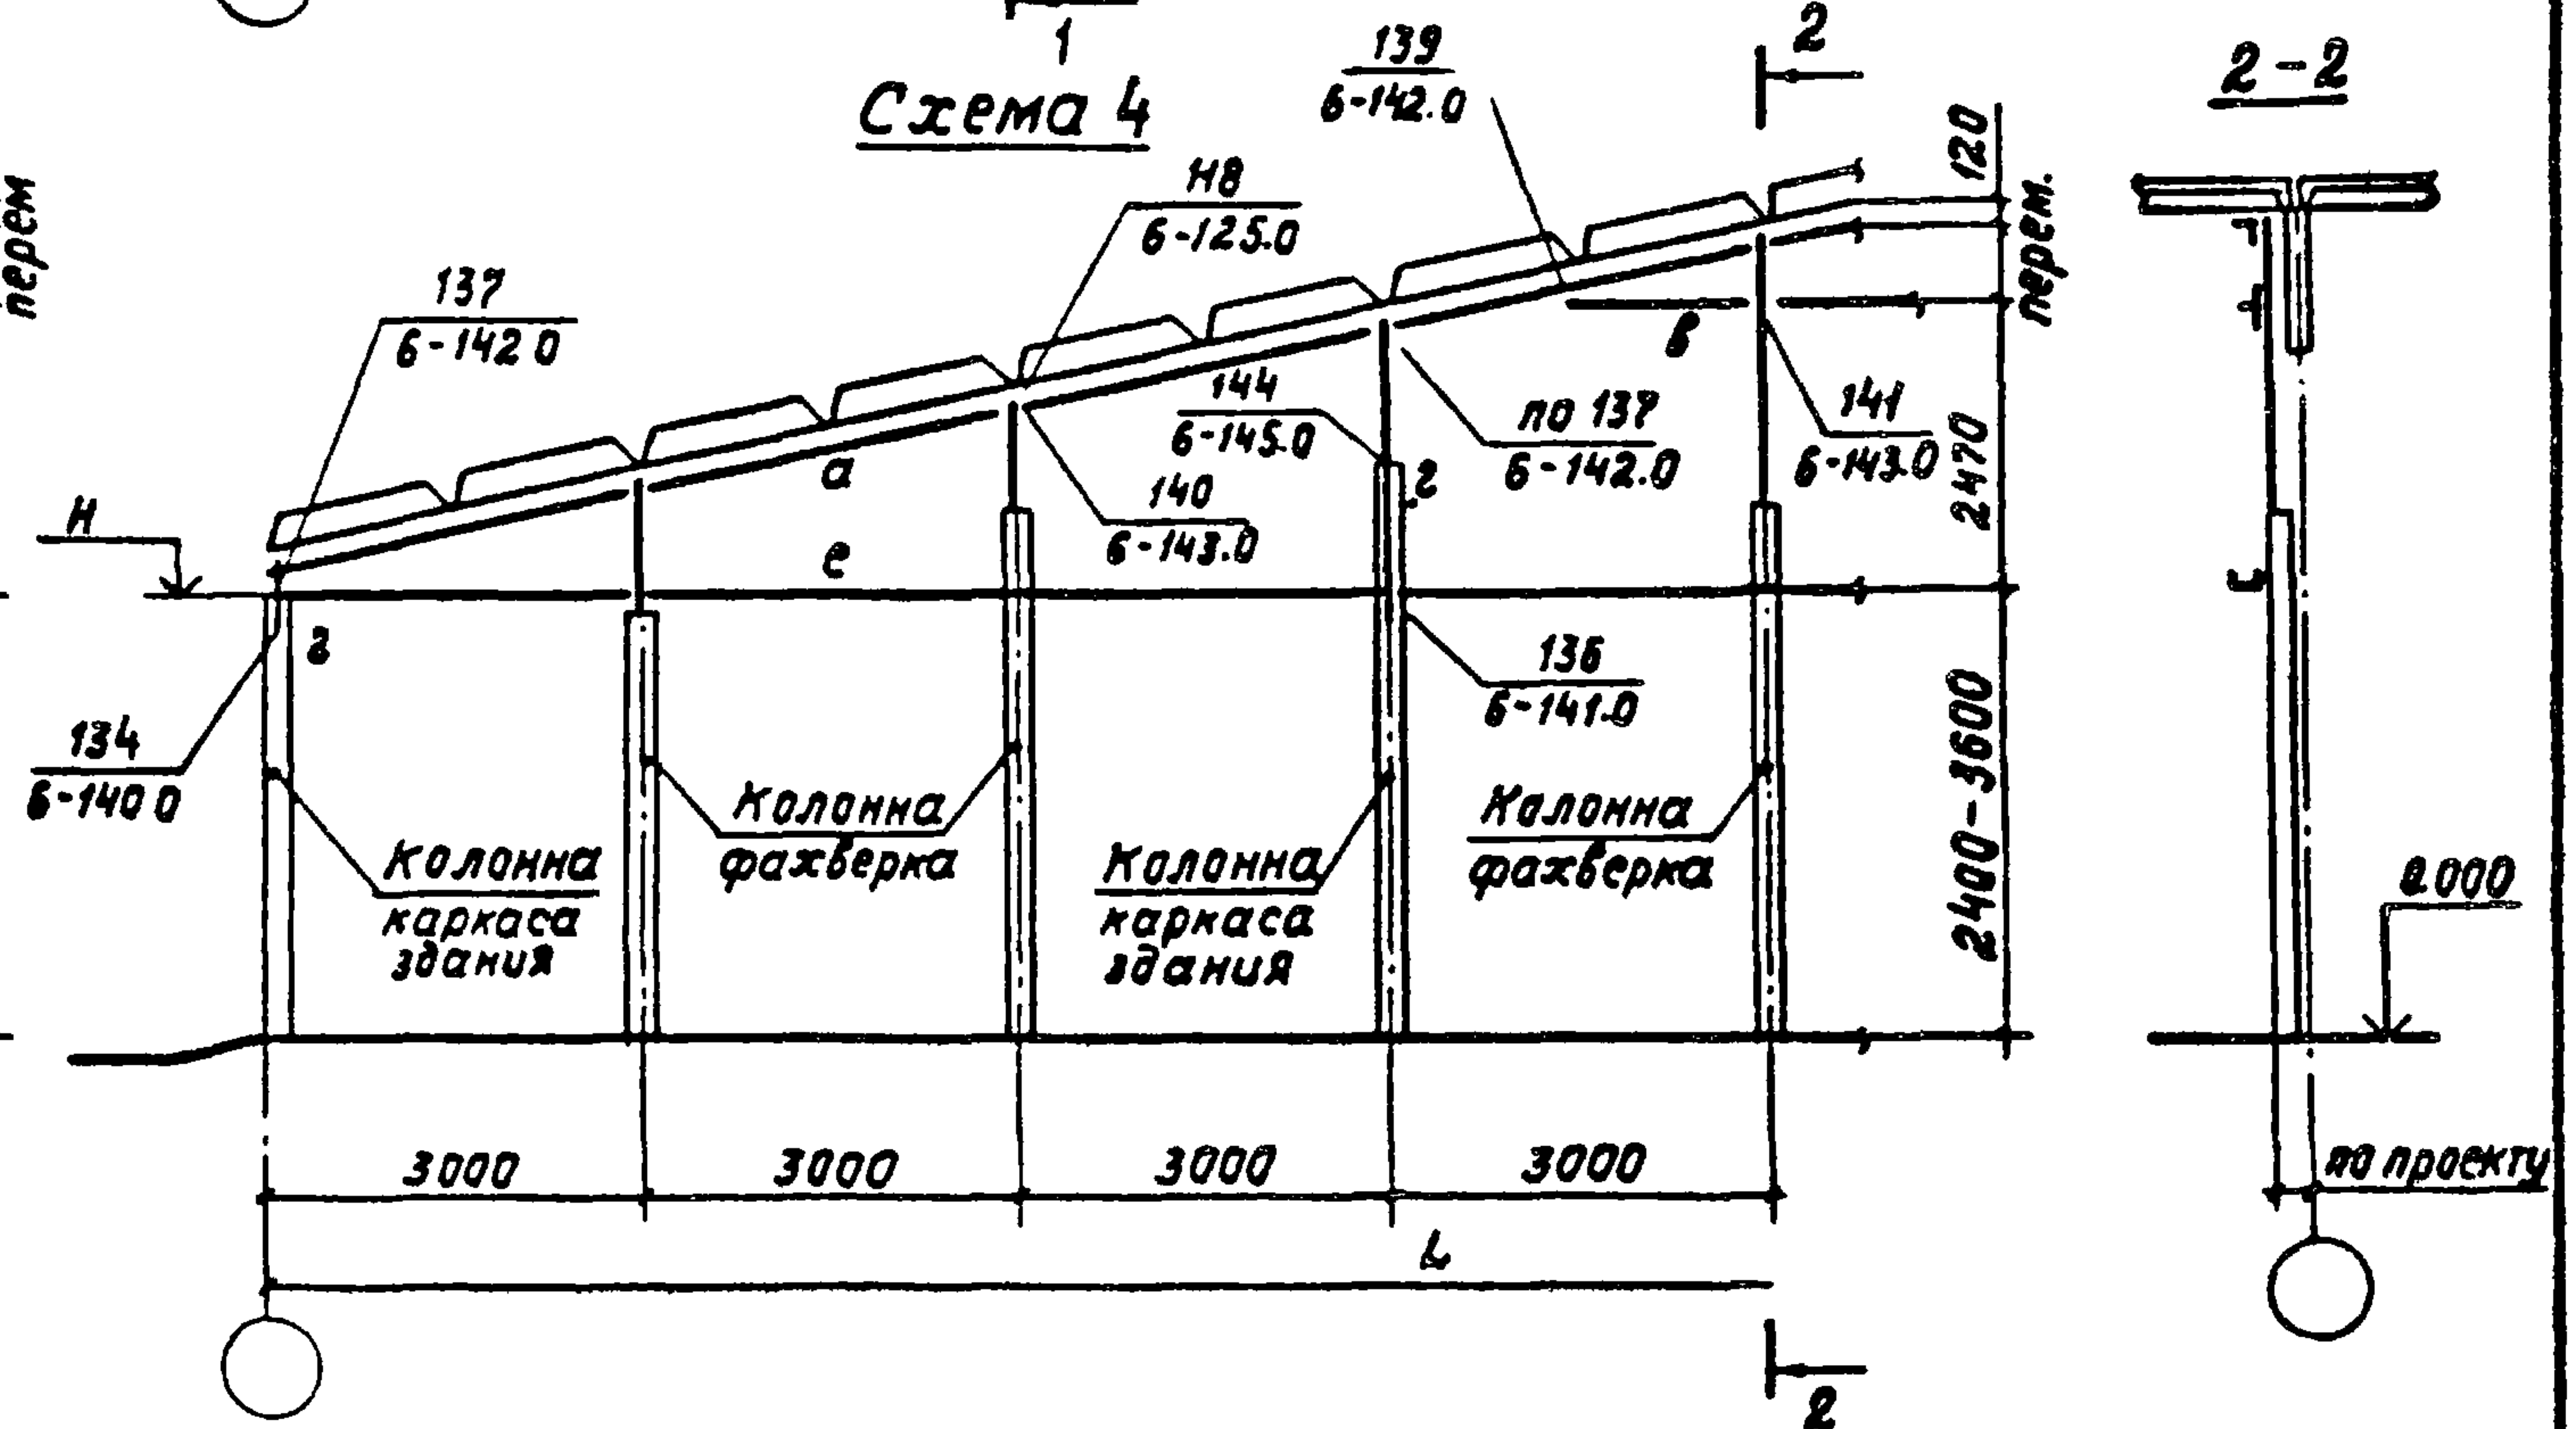 1
2
2-2
Схема 4
139
6-142.0
Н8
6-125.0
137
6-142 0
120
перем.
перем
Н
а
144
6-145.0
в
по 137
6-142.0
141
6-143.0
2470
140
6-143.0
г
е
г
136
6-141.0
134
6-140 0
Колонна
фахверка
Колонна
фахверка
Колонна
каркаса
здания
Колонна
каркаса
здания
2400-3600
0.000
3000
3000
3000
3000
по проекту
L
2